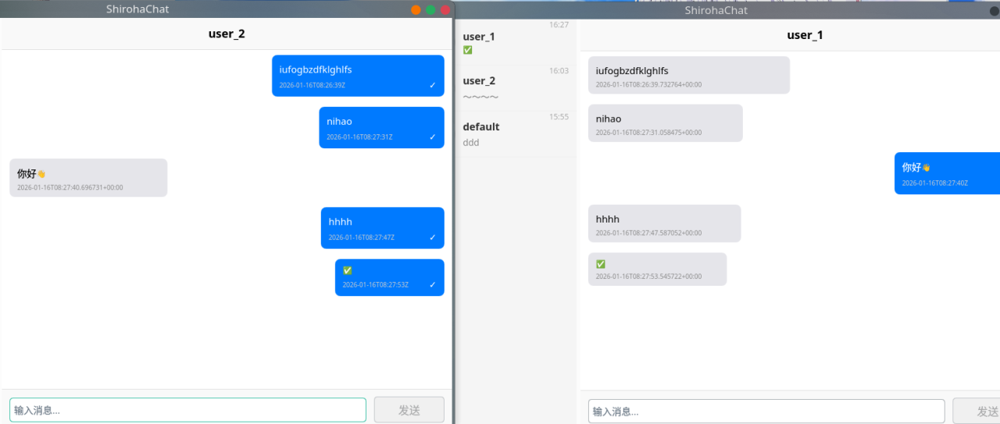 ShirohaChat
user_2
iufogbzdfklghlfs
2026-01-16T08:26:39Z ✓
nihao
2026-01-16T08:27:31Z ✓
你好👋
2026-01-16T08:27:40.696731+00:00
hhhh
2026-01-16T08:27:47Z ✓
✅
2026-01-16T08:27:53Z ✓
输入消息...
发送
ShirohaChat
16:27
user_1
✅
16:03
user_2
～～～～
15:55
default
ddd
user_1
iufogbzdfklghlfs
2026-01-16T08:26:39.732764+00:00
nihao
2026-01-16T08:27:31.058475+00:00
你好👋
2026-01-16T08:27:40Z
hhhh
2026-01-16T08:27:47.587052+00:00
✅
2026-01-16T08:27:53.545722+00:00
输入消息...
发送